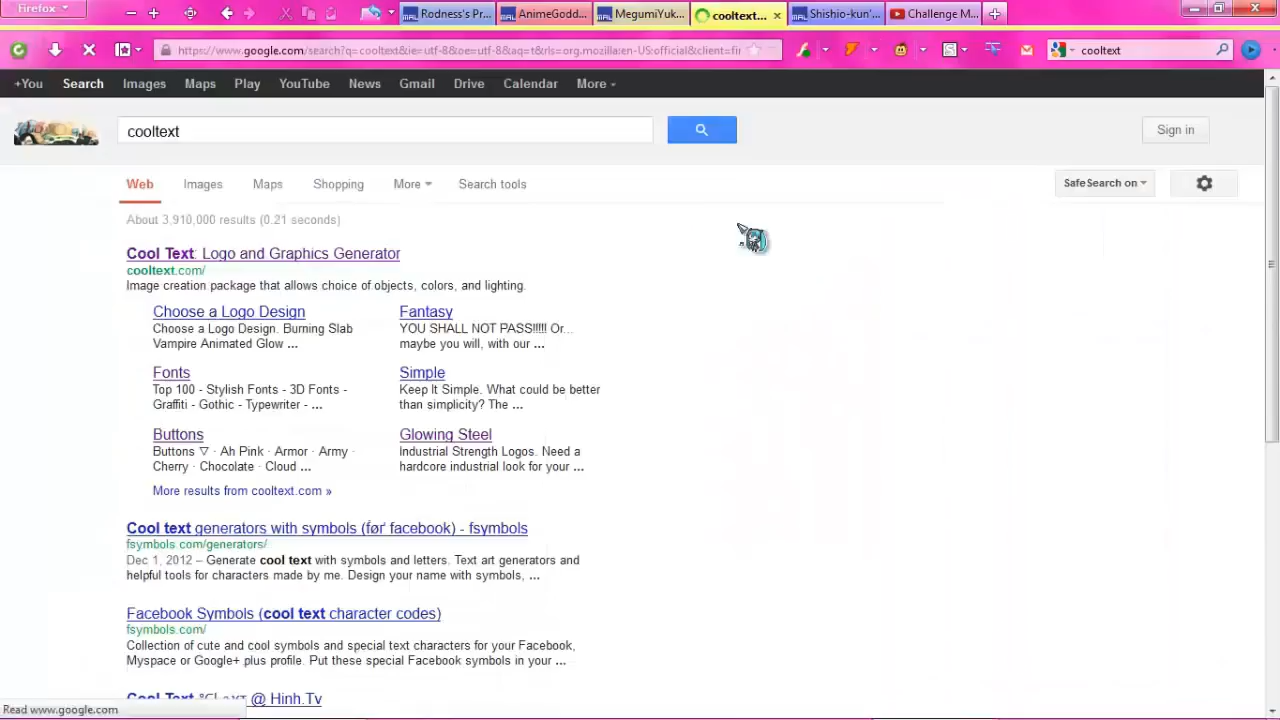 Firefox
Rodness's Pr...
AnimeGodd...
MegumiYuk...
cooltext...
Shishio-kun'...
Challenge M...
https://www.google.com/search?q=cooltext&ie=utf-8&oe=utf-8&aq=t&rls=org.mozilla:en-US:official&client=fir
cooltext
+You Search Images Maps Play YouTube News Gmail Drive Calendar More
cooltext
Sign in
Web Images Maps Shopping More Search tools
SafeSearch on
About 3,910,000 results (0.21 seconds)
Cool Text: Logo and Graphics Generator
cooltext.com/
Image creation package that allows choice of objects, colors, and lighting.
Choose a Logo Design
Choose a Logo Design. Burning Slab
Vampire Animated Glow ...
Fantasy
YOU SHALL NOT PASS!!!!! Or...
maybe you will, with our ...
Fonts
Top 100 - Stylish Fonts - 3D Fonts -
Graffiti - Gothic - Typewriter - ...
Simple
Keep It Simple. What could be better
than simplicity? The ...
Buttons
Buttons ▽ · Ah Pink · Armor · Army ·
Cherry · Chocolate · Cloud ...
Glowing Steel
Industrial Strength Logos. Need a
hardcore industrial look for your ...
More results from cooltext.com »
Cool text generators with symbols (føґ facebook) - fsymbols
fsymbols.com/generators/
Dec 1, 2012 – Generate cool text with symbols and letters. Text art generators and
helpful tools for characters made by me. Design your name with symbols, ...
Facebook Symbols (cool text character codes)
fsymbols.com/
Collection of cute and cool symbols and special text characters for your Facebook,
Myspace or Google+ plus profile. Put these special Facebook symbols in your ...
Cool Text @ Hinh.Tv
Read www.google.com